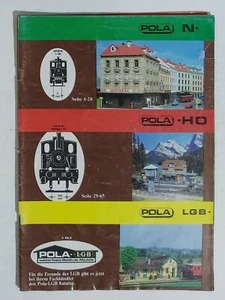 POLA N-
Seite 4-28
POLA -HO
Seite 29-65
POLA LGB-
POLA-LGB
Für die Freunde der LGB gibt es jetzt
bei Ihrem Fachhändler
den Pola-LGB Katalog.